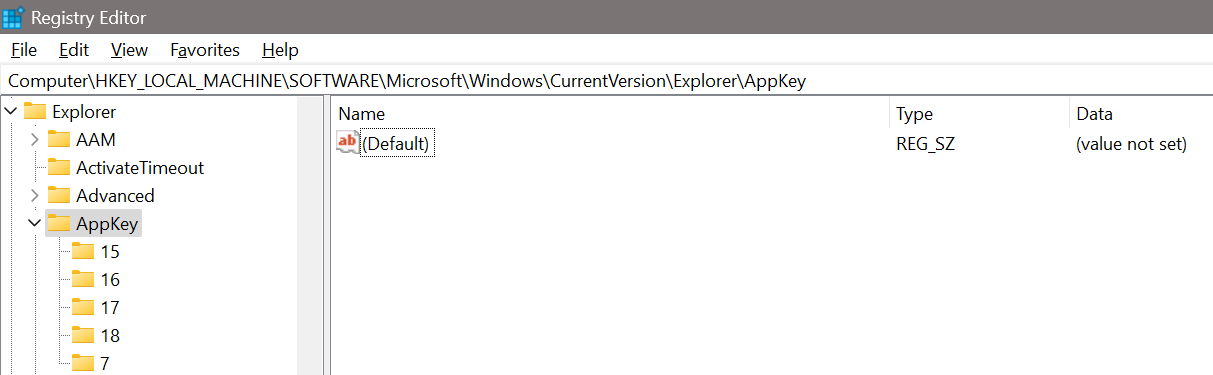 Registry Editor
File Edit View Favorites Help
Computer\HKEY_LOCAL_MACHINE\SOFTWARE\Microsoft\Windows\CurrentVersion\Explorer\AppKey
Explorer
AAM
ActivateTimeout
Advanced
AppKey
15
16
17
18
7
Name Type Data
ab (Default) REG_SZ (value not set)